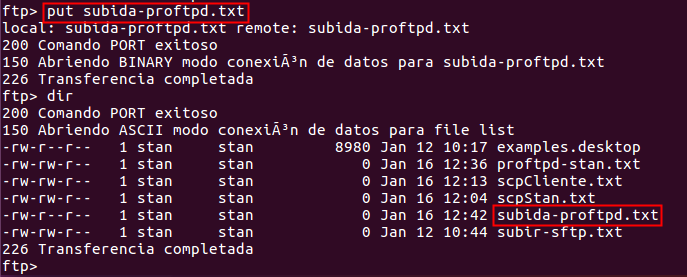 ftp> put subida-proftpd.txt
local: subida-proftpd.txt remote: subida-proftpd.txt
200 Comando PORT exitoso
150 Abriendo BINARY modo conexiÃ³n de datos para subida-proftpd.txt
226 Transferencia completada
ftp> dir
200 Comando PORT exitoso
150 Abriendo ASCII modo conexiÃ³n de datos para file list
-rw-r--r--   1 stan     stan         8980 Jan 12 10:17 examples.desktop
-rw-rw-r--   1 stan     stan            0 Jan 16 12:36 proftpd-stan.txt
-rw-rw-r--   1 stan     stan            0 Jan 16 12:13 scpCliente.txt
-rw-rw-r--   1 stan     stan            0 Jan 16 12:04 scpStan.txt
-rw-r--r--   1 stan     stan            0 Jan 16 12:42 subida-proftpd.txt
-rw-rw-r--   1 stan     stan            0 Jan 12 10:44 subir-sftp.txt
226 Transferencia completada
ftp>